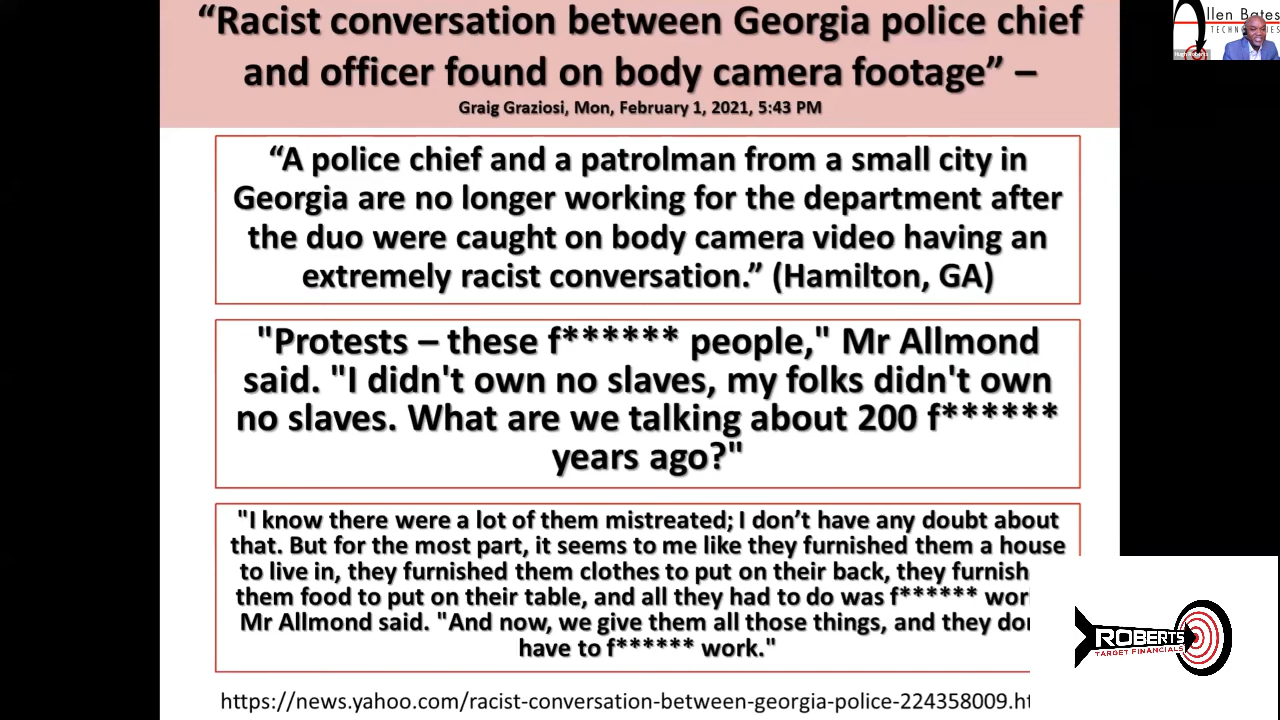 “Racist conversation between Georgia police chief
and officer found on body camera footage” –
Graig Graziosi, Mon, February 1, 2021, 5:43 PM
“A police chief and a patrolman from a small city in
Georgia are no longer working for the department after
the duo were caught on body camera video having an
extremely racist conversation.” (Hamilton, GA)
"Protests – these f****** people," Mr Allmond
said. "I didn't own no slaves, my folks didn't own
no slaves. What are we talking about 200 f******
years ago?"
"I know there were a lot of them mistreated; I don’t have any doubt about
that. But for the most part, it seems to me like they furnished them a house
to live in, they furnished them clothes to put on their back, they furnish
them food to put on their table, and all they had to do was f****** wor
Mr Allmond said. "And now, we give them all those things, and they don
have to f****** work."
https://news.yahoo.com/racist-conversation-between-georgia-police-224358009.ht
llen Bates
TECHNOLOGIES
Hugh Roberts
ROBERTS
TARGET FINANCIALS